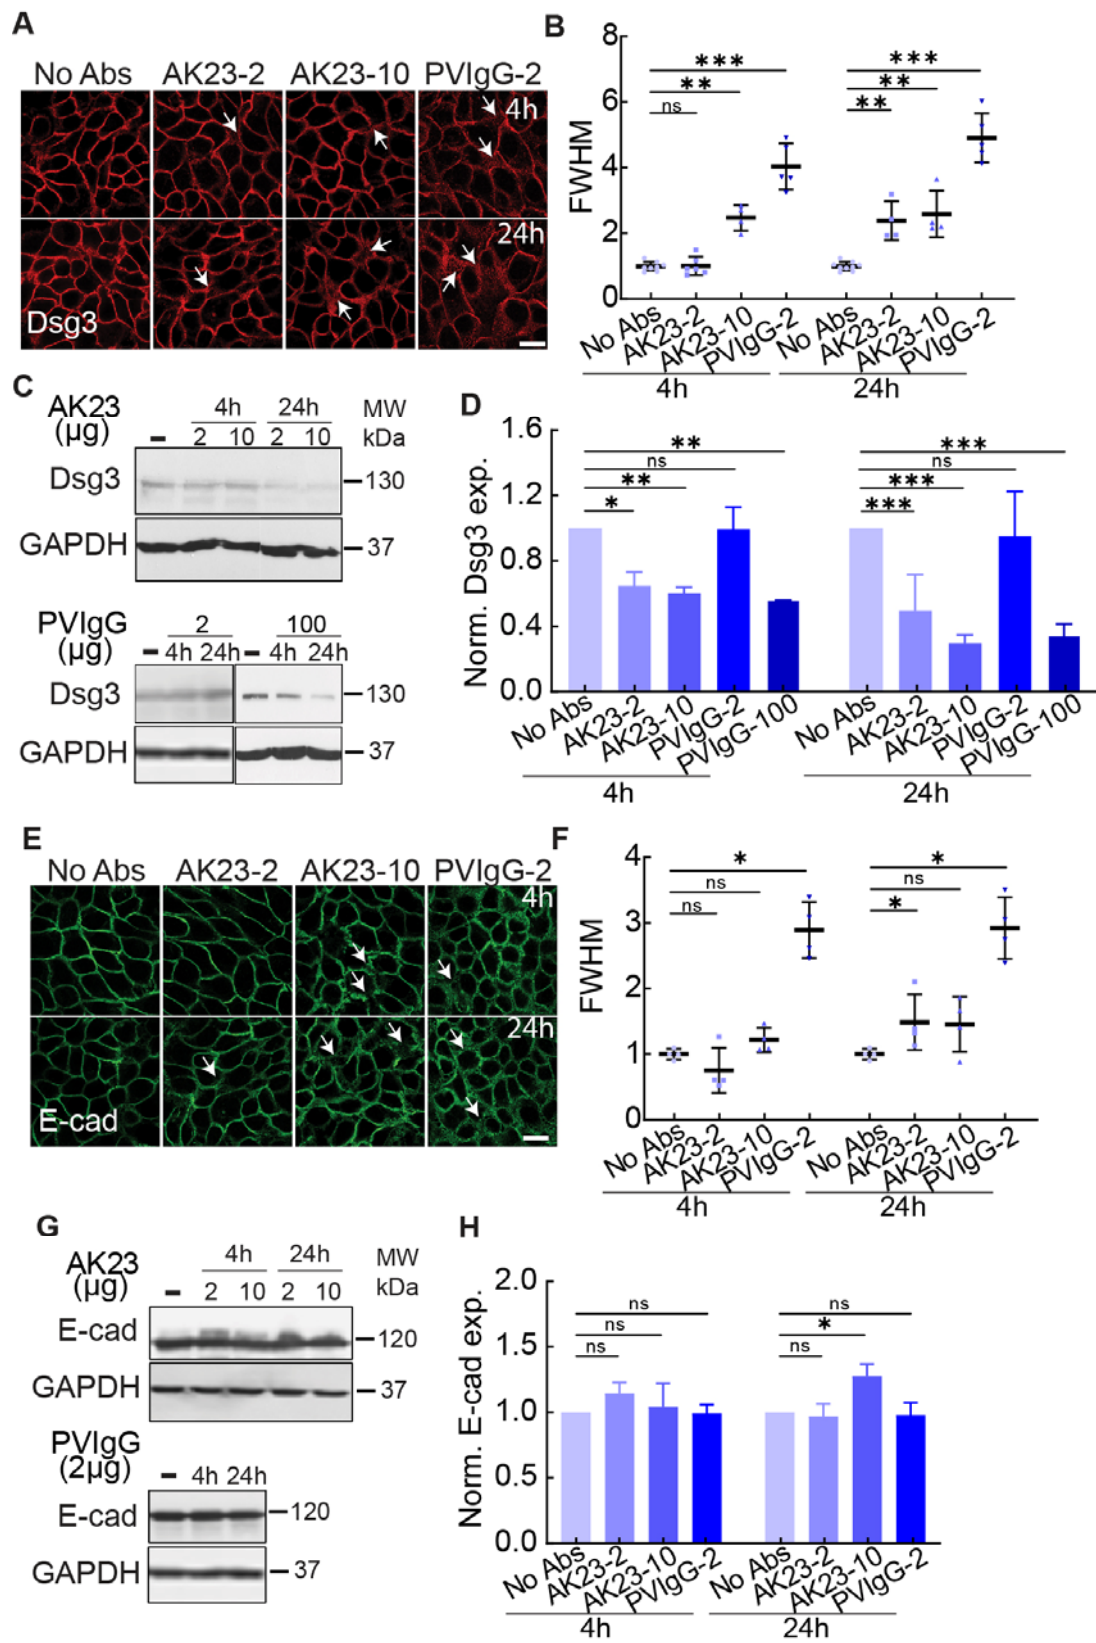 A
No Abs AK23-2 AK23-10 PVIgG-2
4h
24h
Dsg3
B
8
6
4
2
0
FWHM
*** ** ns
*** ** **
No Abs AK23-2 AK23-10 PVIgG-2 No Abs AK23-2 AK23-10 PVIgG-2
4h 24h
C
AK23 (µg)
4h 24h MW
– 2 10 2 10 kDa
Dsg3 130
GAPDH 37
PVIgG (µg)
2 100
– 4h 24h – 4h 24h
Dsg3 130
GAPDH 37
D
1.6
1.2
0.8
0.4
0.0
Norm. Dsg3 exp.
** ns ** *
*** ns *** ***
No Abs AK23-2 AK23-10 PVIgG-2 PVIgG-100 No Abs AK23-2 AK23-10 PVIgG-2 PVIgG-100
4h 24h
E
No Abs AK23-2 AK23-10 PVIgG-2
4h
24h
E-cad
F
4
3
2
1
0
FWHM
* ns ns
* ns *
No Abs AK23-2 AK23-10 PVIgG-2 No Abs AK23-2 AK23-10 PVIgG-2
4h 24h
G
AK23 (µg)
4h 24h MW
– 2 10 2 10 kDa
E-cad 120
GAPDH 37
PVIgG (2µg)
– 4h 24h
E-cad 120
GAPDH 37
H
2.0
1.5
1.0
0.5
0.0
Norm. E-cad exp.
ns ns ns
ns * ns
No Abs AK23-2 AK23-10 PVIgG-2 No Abs AK23-2 AK23-10 PVIgG-2
4h 24h